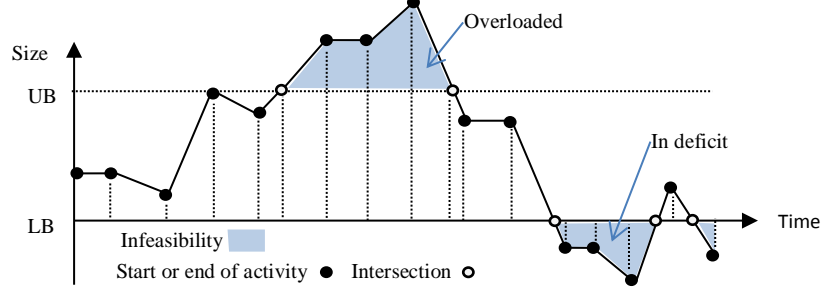 Overloaded
Size
UB
In deficit
LB
Time
Infeasibility
Start or end of activity Intersection